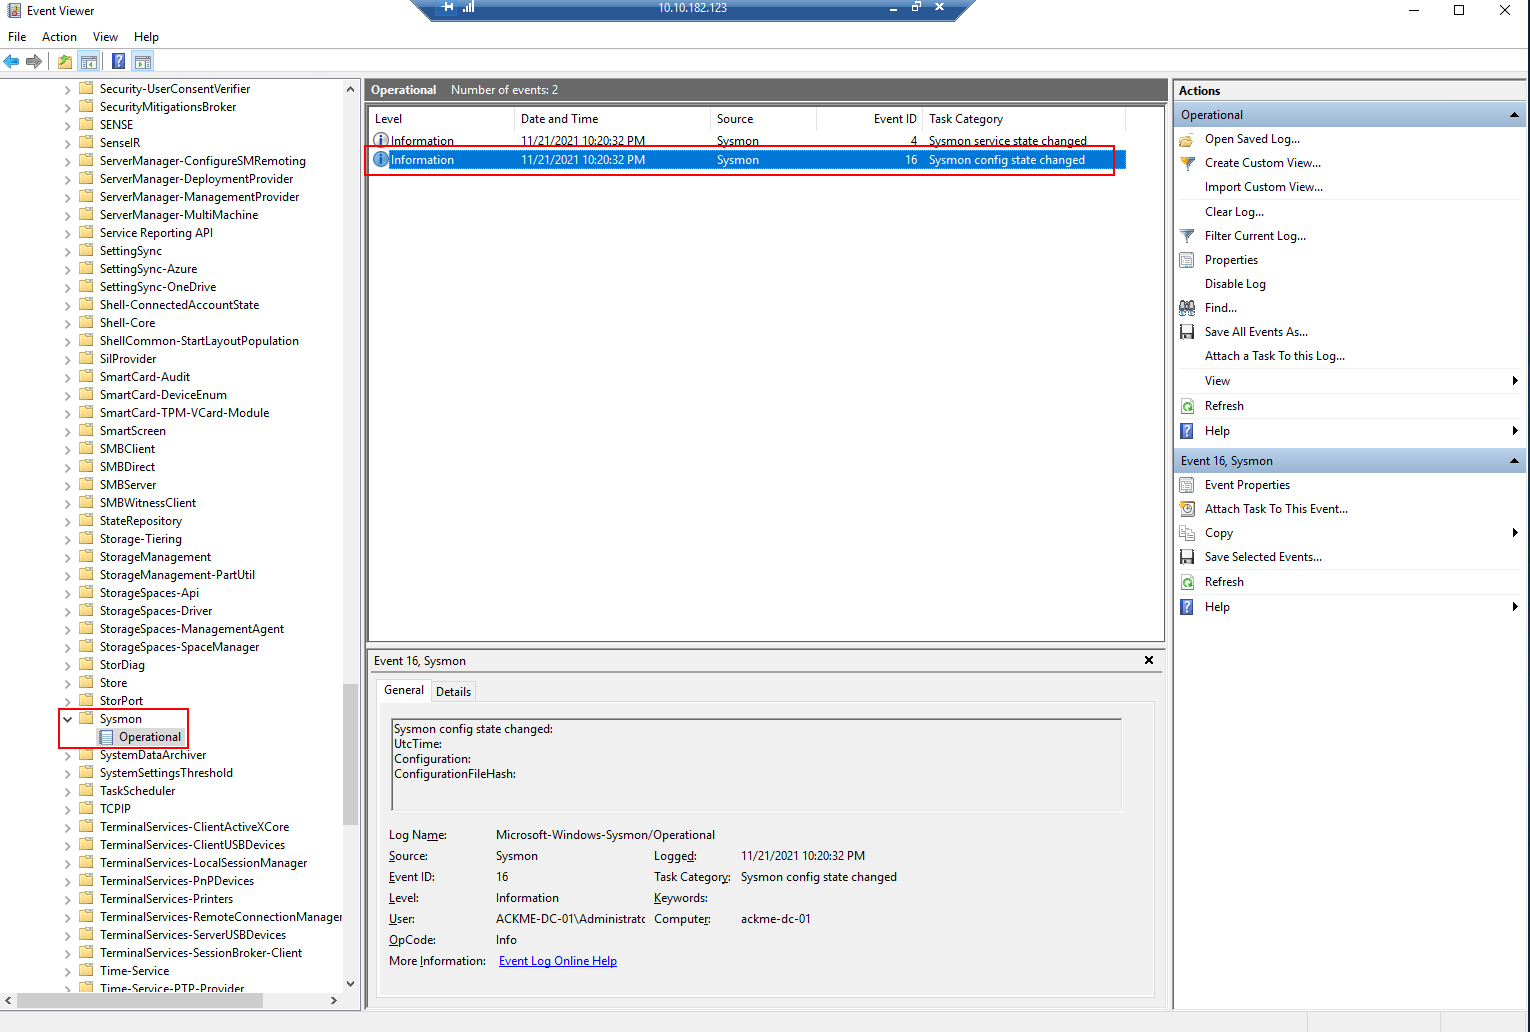 Event Viewer
10.10.182.123
File Action View Help
Security-UserConsentVerifier
SecurityMitigationsBroker
SENSE
SenseIR
ServerManager-ConfigureSMRemoting
ServerManager-DeploymentProvider
ServerManager-ManagementProvider
ServerManager-MultiMachine
Service Reporting API
SettingSync
SettingSync-Azure
SettingSync-OneDrive
Shell-ConnectedAccountState
Shell-Core
ShellCommon-StartLayoutPopulation
SilProvider
SmartCard-Audit
SmartCard-DeviceEnum
SmartCard-TPM-VCard-Module
SmartScreen
SMBClient
SMBDirect
SMBServer
SMBWitnessClient
StateRepository
Storage-Tiering
StorageManagement
StorageManagement-PartUtil
StorageSpaces-Api
StorageSpaces-Driver
StorageSpaces-ManagementAgent
StorageSpaces-SpaceManager
StorDiag
Store
StorPort
Sysmon
Operational
SystemDataArchiver
SystemSettingsThreshold
TaskScheduler
TCPIP
TerminalServices-ClientActiveXCore
TerminalServices-ClientUSBDevices
TerminalServices-LocalSessionManager
TerminalServices-PnPDevices
TerminalServices-Printers
TerminalServices-RemoteConnectionManager
TerminalServices-ServerUSBDevices
TerminalServices-SessionBroker-Client
Time-Service
Time-Service-PTP-Provider
Operational Number of events: 2
Level Date and Time Source Event ID Task Category
Information 11/21/2021 10:20:32 PM Sysmon 4 Sysmon service state changed
Information 11/21/2021 10:20:32 PM Sysmon 16 Sysmon config state changed
Event 16, Sysmon
General Details
Sysmon config state changed:
UtcTime:
Configuration:
ConfigurationFileHash:
Log Name: Microsoft-Windows-Sysmon/Operational
Source: Sysmon Logged: 11/21/2021 10:20:32 PM
Event ID: 16 Task Category: Sysmon config state changed
Level: Information Keywords:
User: ACKME-DC-01\Administrato Computer: ackme-dc-01
OpCode: Info
More Information: Event Log Online Help
Actions
Operational
Open Saved Log...
Create Custom View...
Import Custom View...
Clear Log...
Filter Current Log...
Properties
Disable Log
Find...
Save All Events As...
Attach a Task To this Log...
View
Refresh
Help
Event 16, Sysmon
Event Properties
Attach Task To This Event...
Copy
Save Selected Events...
Refresh
Help